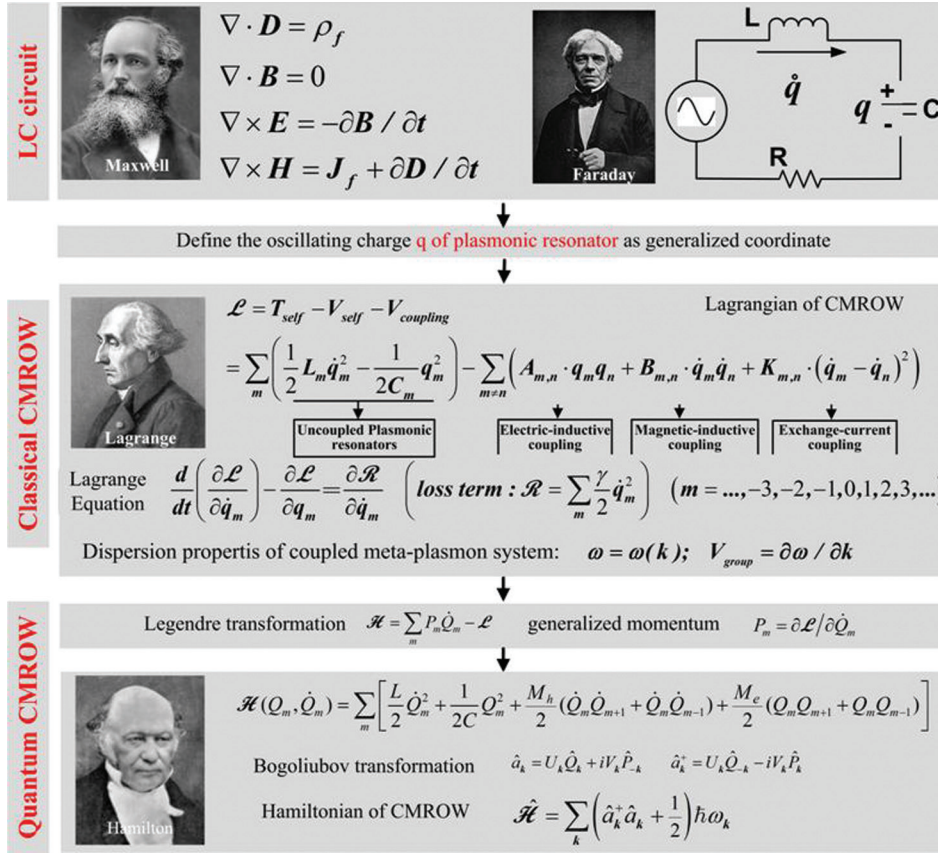 LC circuit
∇ · D = ρ_f
∇ · B = 0
∇ × E = −∂B / ∂t
∇ × H = J_f + ∂D / ∂t
Maxwell
Faraday
L
q̇
q
+
-
C
R
Define the oscillating charge q of plasmonic resonator as generalized coordinate
Classical CMROW
ℒ = T_self − V_self − V_coupling
Lagrangian of CMROW
= ∑_m (1/2 L_m q̇_m² − 1/2C_m q_m²) − ∑_{m≠n} (A_{m,n} · q_m q_n + B_{m,n} · q̇_m q̇_n + K_{m,n} · (q̇_m − q̇_n)²)
Lagrange
Uncoupled Plasmonic
resonators
Electric-inductive
coupling
Magnetic-inductive
coupling
Exchange-current
coupling
Lagrange
Equation
d/dt (∂ℒ/∂q̇_m) − ∂ℒ/∂q_m = ∂ℛ/∂q̇_m (loss term : ℛ = ∑_m γ/2 q̇_m²) (m = ...,−3,−2,−1,0,1,2,3,...
Dispersion propertis of coupled meta-plasmon system: ω = ω(k); V_group = ∂ω / ∂k
Quantum CMROW
Legendre transformation ℋ = ∑_m P_m Q̇_m − ℒ generalized momentum P_m = ∂ℒ/∂Q̇_m
ℋ(Q_m, Q̇_m) = ∑_m [L/2 Q̇_m² + 1/2C Q_m² + M_h/2 (Q̇_m Q̇_{m+1} + Q̇_m Q̇_{m−1}) + M_e/2 (Q_m Q_{m+1} + Q_m Q_{m−1})]
Bogoliubov transformation â_k = U_k Q̂_k + iV_k P̂_{−k} â_k⁺ = U_k Q̂_{−k} − iV_k P̂_k
Hamiltonian of CMROW ℋ̂ = ∑_k (â_k⁺ â_k + 1/2) ℏω_k
Hamilton